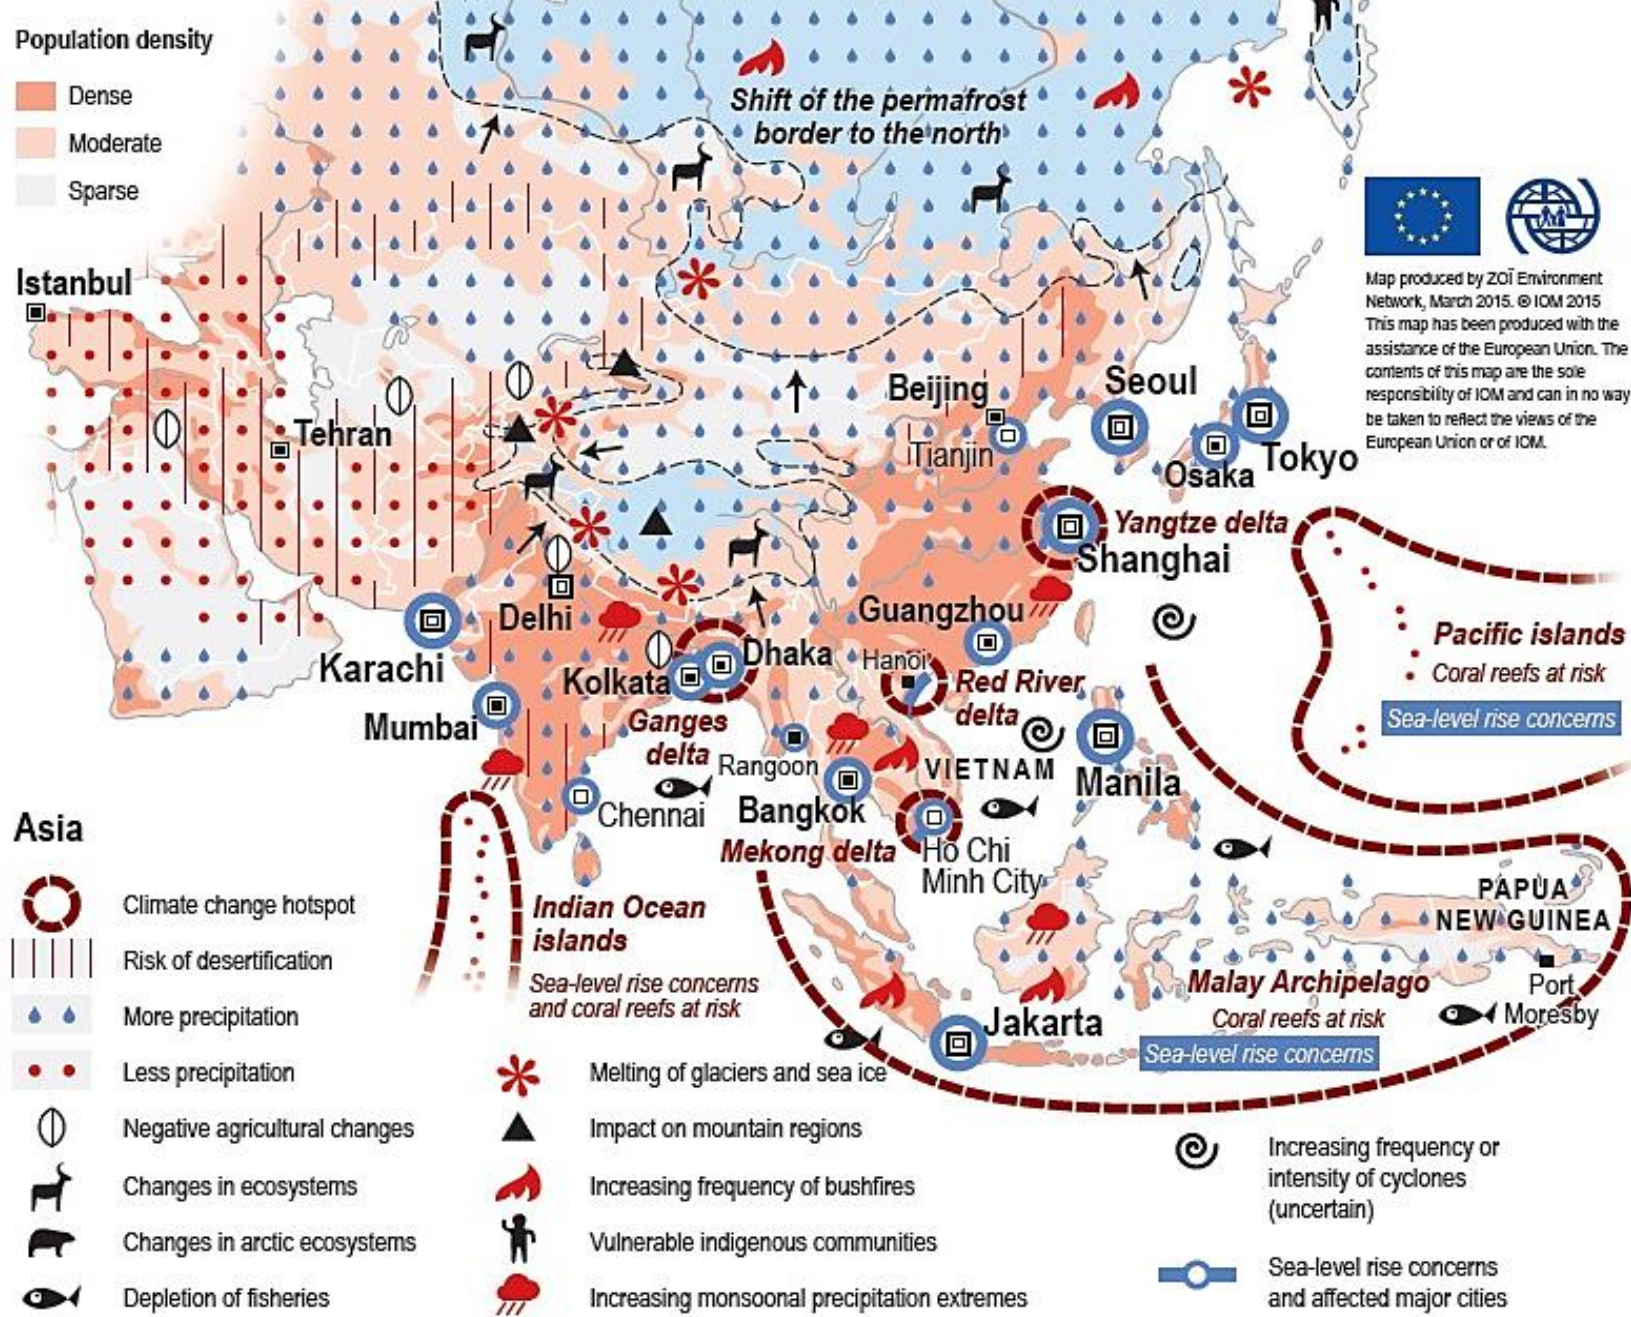 Population density
Dense
Moderate
Sparse
Shift of the permafrost
border to the north
Map produced by ZOÏ Environment
Network, March 2015. © IOM 2015
This map has been produced with the
assistance of the European Union. The
contents of this map are the sole
responsibility of IOM and can in no way
be taken to reflect the views of the
European Union or of IOM.
Istanbul
Tehran
Beijing
Tianjin
Seoul
Osaka
Tokyo
Yangtze delta
Shanghai
Delhi
Guangzhou
Karachi
Kolkata
Dhaka
Hanoi
Red River
delta
Pacific islands
Coral reefs at risk
Sea-level rise concerns
Mumbai
Ganges
delta
Rangoon
VIETNAM
Manila
Chennai
Bangkok
Mekong delta
Ho Chi
Minh City
PAPUA
NEW GUINEA
Indian Ocean
islands
Sea-level rise concerns
and coral reefs at risk
Malay Archipelago
Coral reefs at risk
Sea-level rise concerns
Port
Moresby
Jakarta
Asia
Climate change hotspot
Risk of desertification
More precipitation
Less precipitation
Negative agricultural changes
Changes in ecosystems
Changes in arctic ecosystems
Depletion of fisheries
Melting of glaciers and sea ice
Impact on mountain regions
Increasing frequency of bushfires
Vulnerable indigenous communities
Increasing monsoonal precipitation extremes
Increasing frequency or
intensity of cyclones
(uncertain)
Sea-level rise concerns
and affected major cities